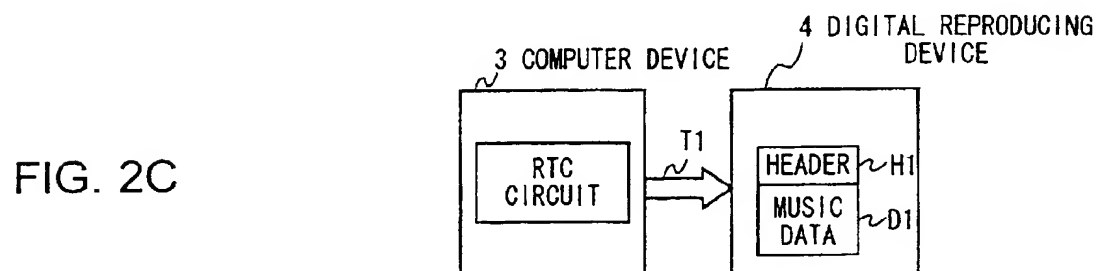 FIG. 2C
3 COMPUTER DEVICE
4 DIGITAL REPRODUCING
DEVICE
RTC
CIRCUIT
T1
HEADER
H1
MUSIC
DATA
D1